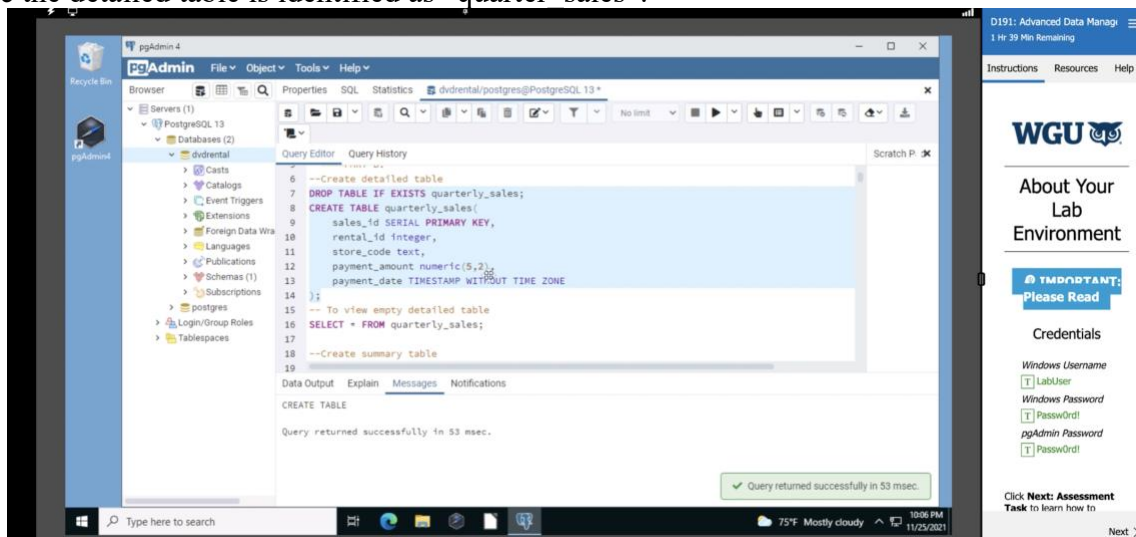 the detailed table is identified as "quarter_sales".
D191: Advanced Data Manage
1 Hr 39 Min Remaining
Instructions Resources Help
Recycle Bin
pgAdmin4
pgAdmin 4
pgAdmin File Object Tools Help
Browser
Properties SQL Statistics dvdrental/postgres@PostgreSQL 13 *
No limit
Servers (1)
PostgreSQL 13
Databases (2)
dvdrental
Casts
Catalogs
Event Triggers
Extensions
Foreign Data Wra
Languages
Publications
Schemas (1)
Subscriptions
postgres
Login/Group Roles
Tablespaces
Query Editor Query History
Scratch P
6 --Create detailed table
7 DROP TABLE IF EXISTS quarterly_sales;
8 CREATE TABLE quarterly_sales(
9 sales_id SERIAL PRIMARY KEY,
10 rental_id integer,
11 store_code text,
12 payment_amount numeric(5,2),
13 payment_date TIMESTAMP WITHOUT TIME ZONE
14 );
15 -- To view empty detailed table
16 SELECT * FROM quarterly_sales;
17
18 --Create summary table
19
Data Output Explain Messages Notifications
CREATE TABLE
Query returned successfully in 53 msec.
Query returned successfully in 53 msec.
Type here to search
75°F Mostly cloudy
10:06 PM
11/25/2021
WGU
About Your
Lab
Environment
IMPORTANT:
Please Read
Credentials
Windows Username
T LabUser
Windows Password
T Passw0rd!
pgAdmin Password
T Passw0rd!
Click Next: Assessment
Task to learn how to
Next